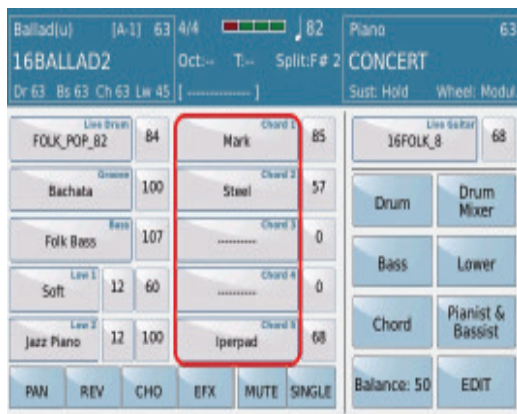 Ballad(u) [A-1] 63 4/4 82 Piano 63
16BALLAD2 Oct:-- T:-- Split:F# 2 CONCERT
Dr 63 Bs 63 Ch 63 Lw 45 [ -------------- ] Sust: Hold Wheel: Modul
Live Drum Chord 1 Live Guitar
FOLK_POP_82 84 Mark 85 16FOLK_8 68
Groove Chord 2
Bachata 100 Steel 57 Drum Drum Mixer
Bass Chord 3
Folk Bass 107 ---------- 0 Bass Lower
Low 1 Chord 4
Soft 12 60 ---------- 0 Chord Pianist & Bassist
Low 2 Chord 5
Jazz Piano 12 100 Iperpad 68
PAN REV CHO EFX MUTE SINGLE Balance: 50 EDIT